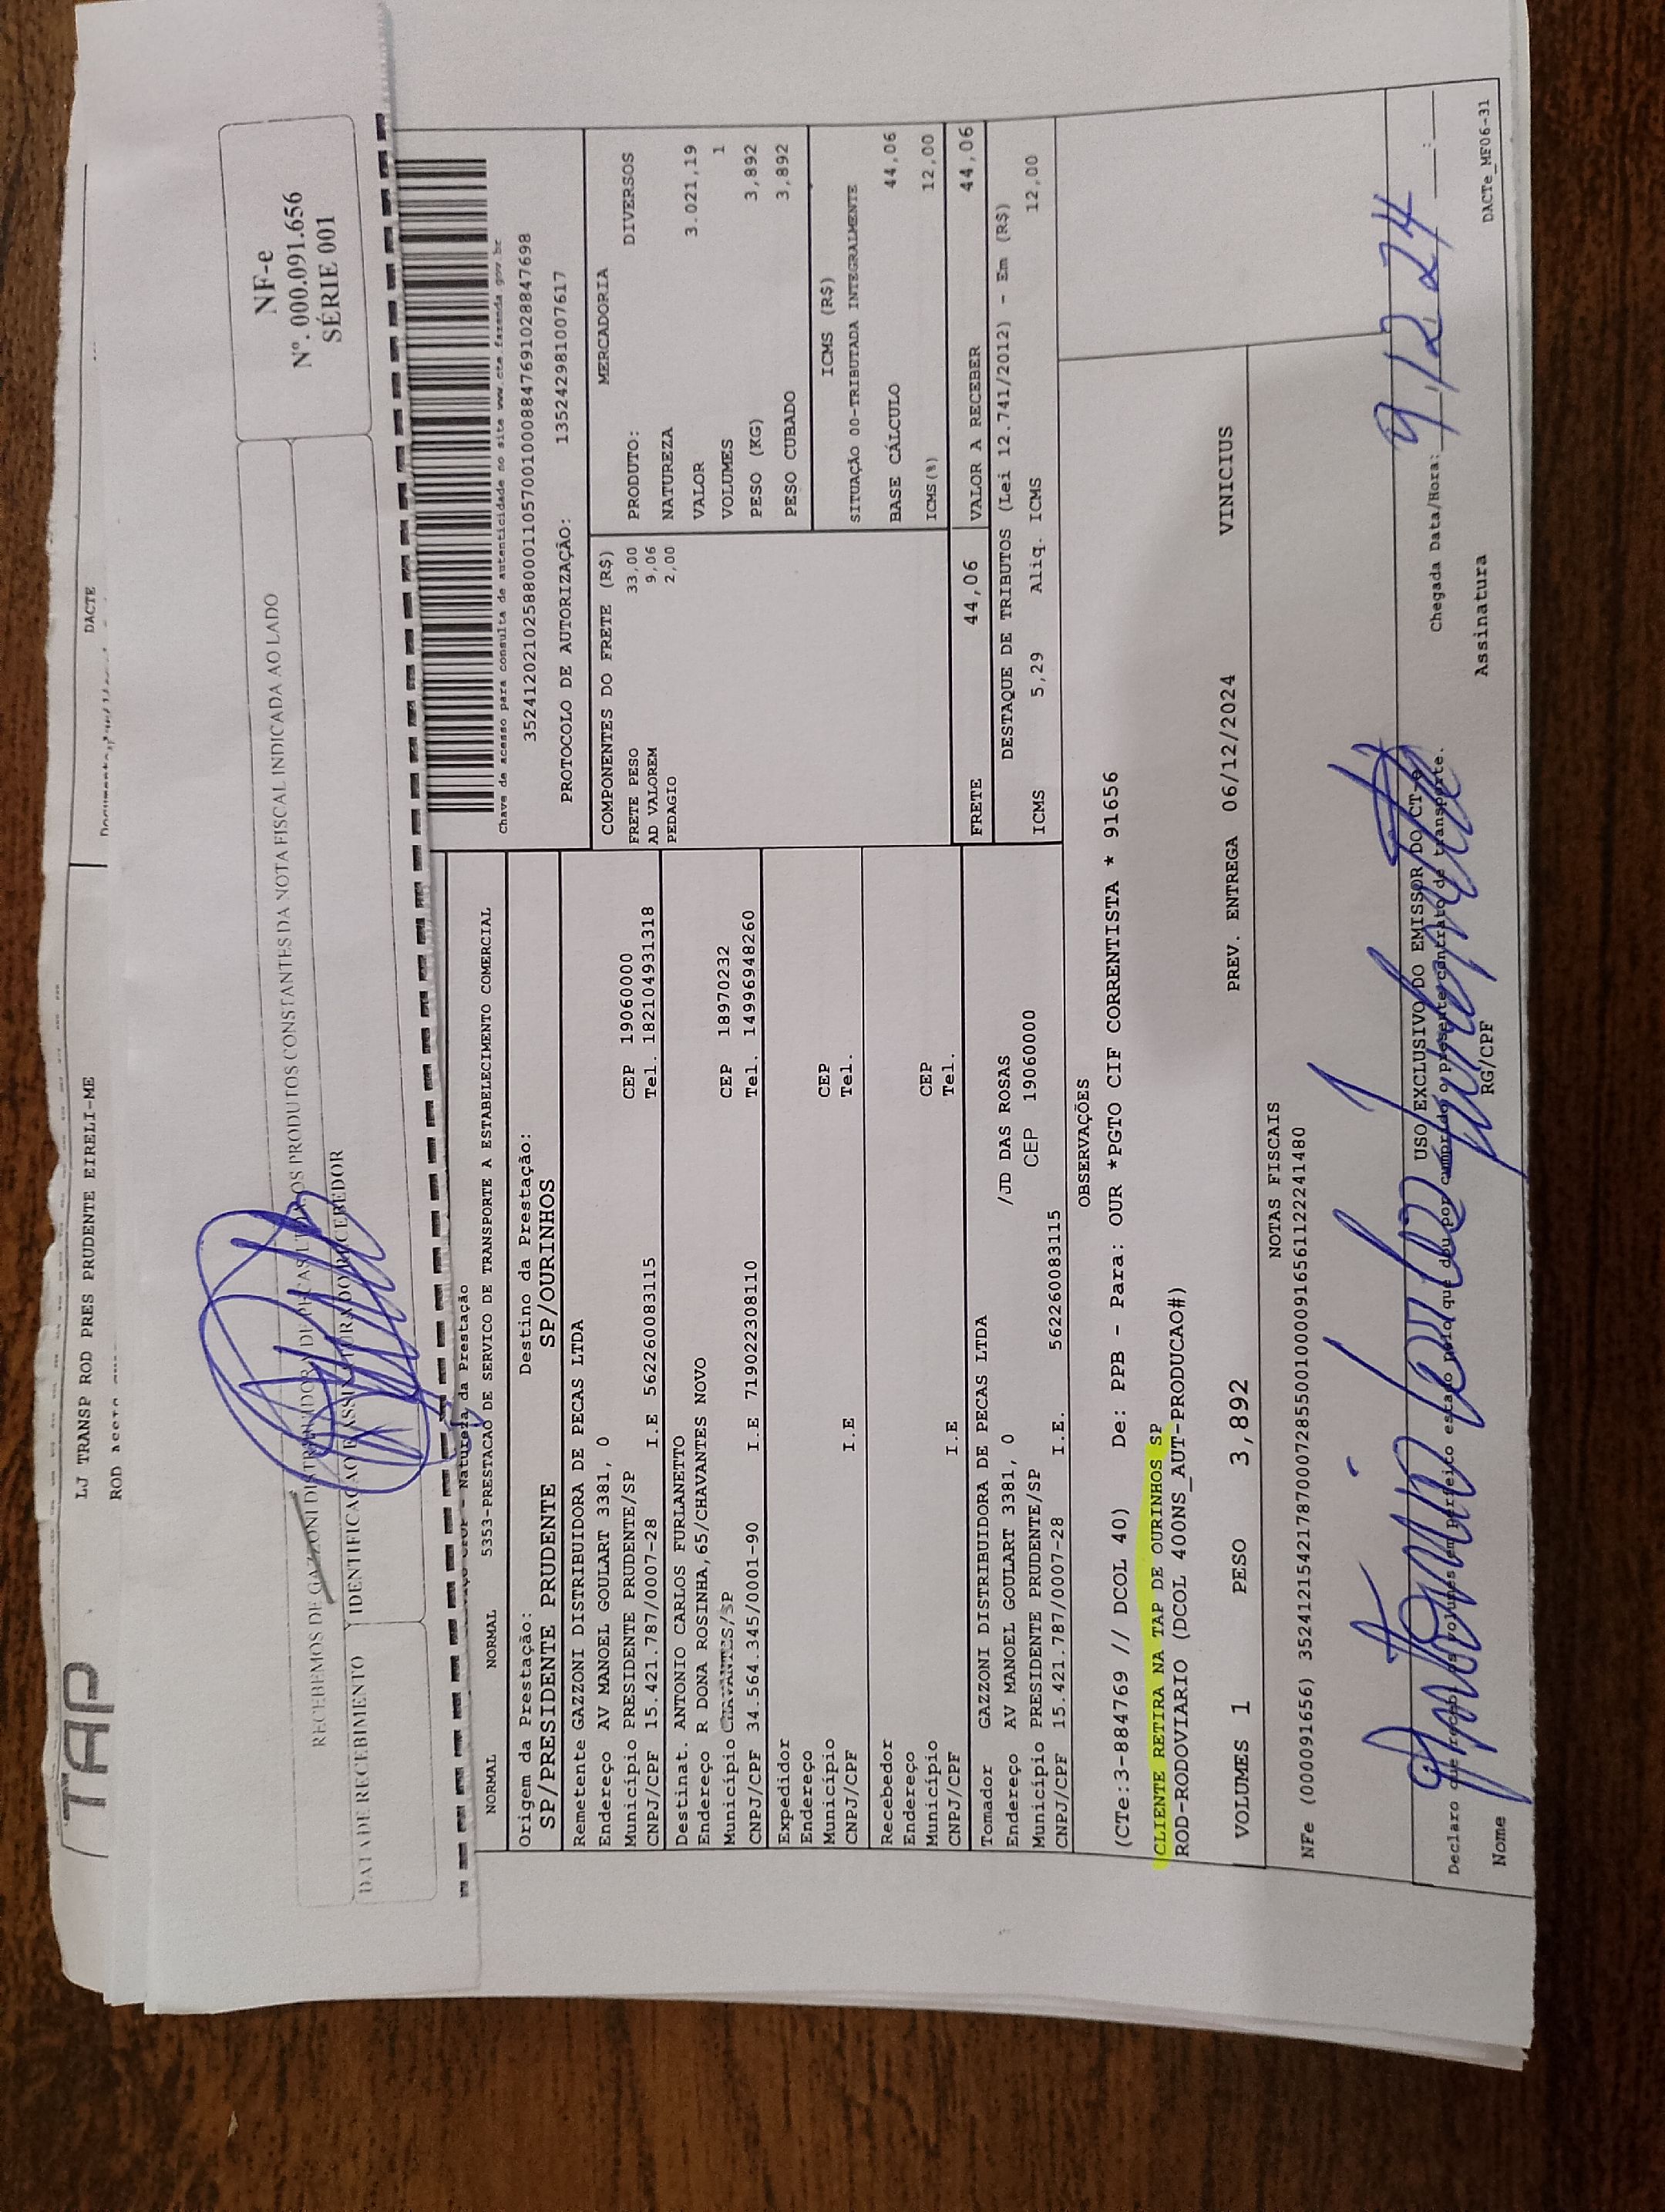 TAP
LJ TRANSP ROD PRES PRUDENTE EIRELI-ME
DACTE
ROD
NF-e
Nº. 000.091.656
SÉRIE 001
RECEBEMOS DE GAZZONI DISTRIBUIDORA DE PECAS LTDA OS PRODUTOS CONSTANTES DA NOTA FISCAL INDICADA AO LADO
DATA DE RECEBIMENTO
IDENTIFICAÇÃO E ASSINATURA DO RECEBEDOR
Natureza da Prestação
NORMAL NORMAL 5353-PRESTACAO DE SERVICO DE TRANSPORTE A ESTABELECIMENTO COMERCIAL
Chave de acesso para consulta de autenticidade no site www.cte.fazenda.gov.br
35241202102588000110570010008847691028847698
PROTOCOLO DE AUTORIZAÇÃO: 135242981007617
Origem da Prestação: Destino da Prestação:
SP/PRESIDENTE PRUDENTE SP/OURINHOS
Remetente GAZZONI DISTRIBUIDORA DE PECAS LTDA
Endereço AV MANOEL GOULART 3381, 0
Município PRESIDENTE PRUDENTE/SP CEP 19060000
CNPJ/CPF 15.421.787/0007-28 I.E 562260083115 Tel. 182104931318
Destinat. ANTONIO CARLOS FURLANETTO
Endereço R DONA ROSINHA,65/CHAVANTES NOVO
Município CHAVANTES/SP CEP 18970232
CNPJ/CPF 34.564.345/0001-90 I.E 719022308110 Tel. 14996948260
Expedidor
Endereço
Município CEP
CNPJ/CPF I.E Tel.
Recebedor
Endereço
Município CEP
CNPJ/CPF I.E Tel.
Tomador GAZZONI DISTRIBUIDORA DE PECAS LTDA
Endereço AV MANOEL GOULART 3381, 0 /JD DAS ROSAS
Município PRESIDENTE PRUDENTE/SP CEP 19060000
CNPJ/CPF 15.421.787/0007-28 I.E. 562260083115
COMPONENTES DO FRETE (R$)
FRETE PESO 33,00
AD VALOREM 9,06
PEDAGIO 2,00
MERCADORIA
PRODUTO: DIVERSOS
NATUREZA
VALOR 3.021,19
VOLUMES 1
PESO (KG) 3,892
PESO CUBADO 3,892
ICMS (R$)
SITUAÇÃO 00-TRIBUTADA INTEGRALMENTE
BASE CÁLCULO 44,06
ICMS(%) 12,00
FRETE 44,06 VALOR A RECEBER 44,06
DESTAQUE DE TRIBUTOS (Lei 12.741/2012) - Em (R$)
ICMS 5,29 Aliq. ICMS 12,00
OBSERVAÇÕES
(CTe:3-884769 // DCOL 40) De: PPB - Para: OUR *PGTO CIF CORRENTISTA * 91656
CLIENTE RETIRA NA TAP DE OURINHOS SP
ROD-RODOVIARIO (DCOL 400NS_AUT-PRODUCAO#)
VOLUMES 1 PESO 3,892 PREV. ENTREGA 06/12/2024 VINICIUS
NOTAS FISCAIS
NFe (00091656) 35241215421787000728550010000916561122241480
USO EXCLUSIVO DO EMISSOR DO CT-e
Declaro que recebi os volumes em perfeito estado pelo que dou por cumprido o presente contrato de transporte.
Chegada Data/Hora: 9/12 24 :
Nome RG/CPF Assinatura
DACTe_MF06-31